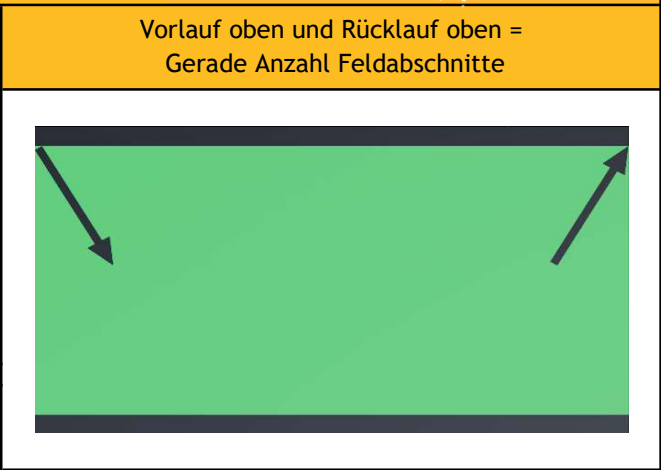 Vorlauf oben und Rücklauf oben =
Gerade Anzahl Feldabschnitte